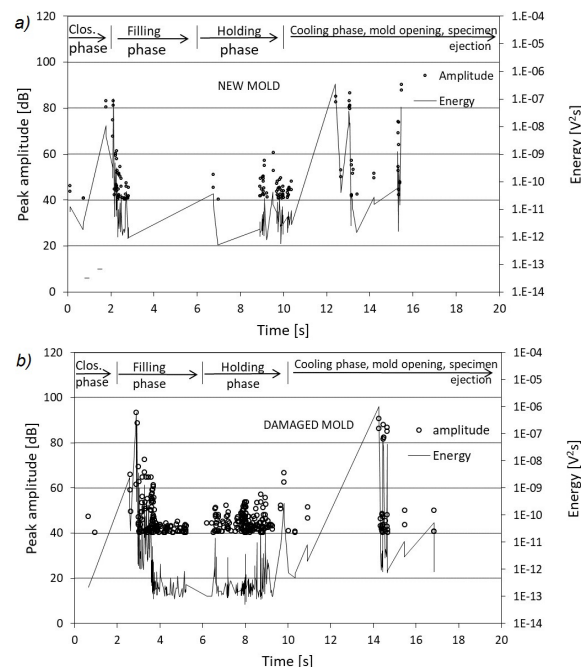 a)
Clos. phase
Filling phase
Holding phase
Cooling phase, mold opening, specimen ejection
NEW MOLD
Amplitude
Energy
Peak amplitude [dB]
120
100
80
60
40
20
0
Energy [V²s]
1.E-04
1.E-05
1.E-06
1.E-07
1.E-08
1.E-09
1.E-10
1.E-11
1.E-12
1.E-13
1.E-14
0 2 4 6 8 10 12 14 16 18 20
Time [s]
b)
Clos. phase
Filling phase
Holding phase
Cooling phase, mold opening, specimen ejection
DAMAGED MOLD
amplitude
Energy
Peak amplitude [dB]
120
100
80
60
40
20
0
Energy [V²s]
1E-04
1E-05
1E-06
1E-07
1E-08
1E-09
1E-10
1E-11
1E-12
1E-13
1E-14
0 2 4 6 8 10 12 14 16 18 20
Time [s]